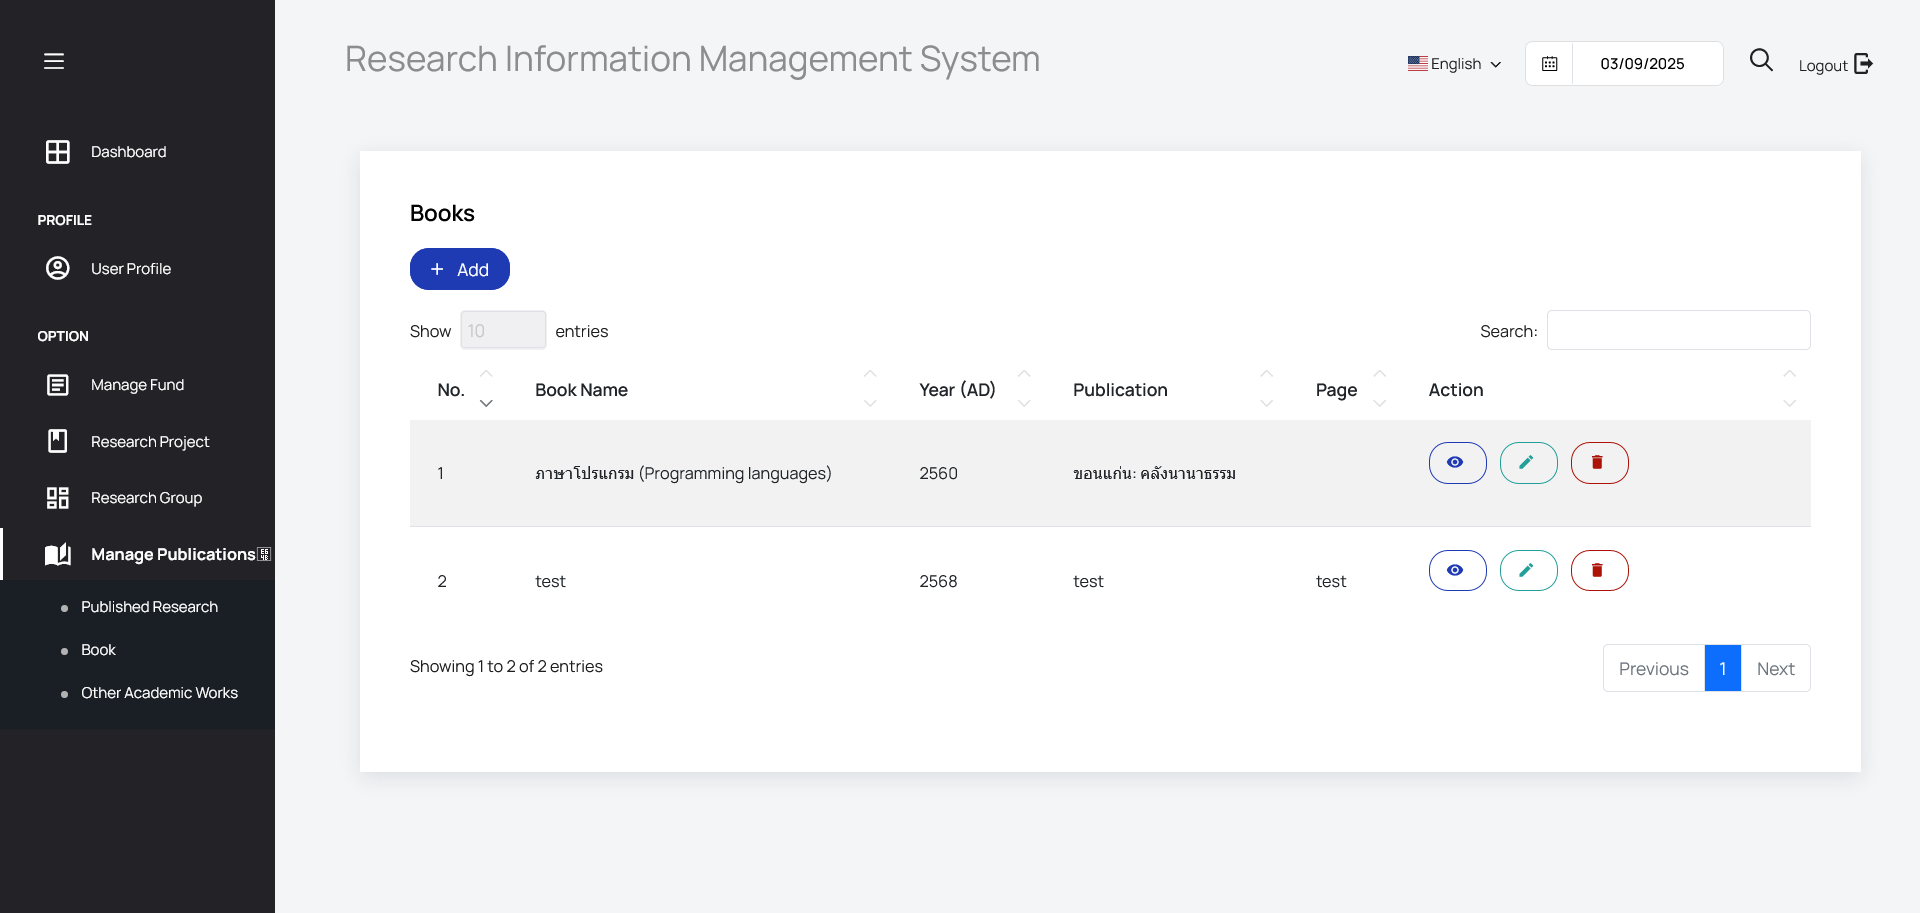 Research Information Management System
English
03/09/2025
Logout
Dashboard
PROFILE
User Profile
OPTION
Manage Fund
Research Project
Research Group
Manage Publications
Published Research
Book
Other Academic Works
Books
+ Add
Show 10 entries
Search:
No. Book Name Year (AD) Publication Page Action
1 ภาษาโปรแกรม (Programming languages) 2560 ขอนแก่น: คลังนานาธรรม
2 test 2568 test test
Showing 1 to 2 of 2 entries
Previous 1 Next